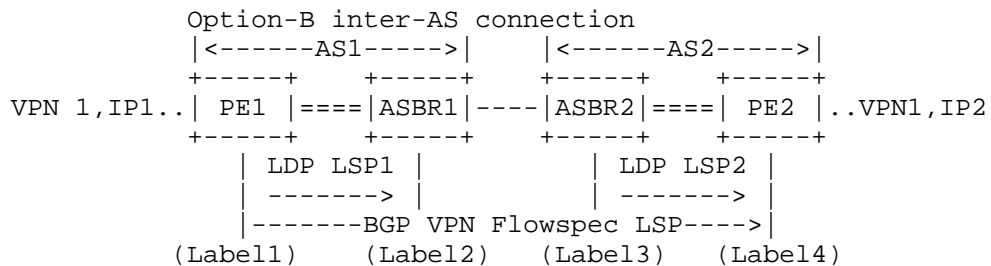 Option-B inter-AS connection
|<------AS1----->|    |<------AS2----->|
+-----+    +-----+    +-----+    +-----+
VPN 1,IP1..| PE1 |====|ASBR1|----|ASBR2|====| PE2 |..VPN1,IP2
+-----+    +-----+    +-----+    +-----+
| LDP LSP1 |          | LDP LSP2 |
| -------> |          | -------> |
|-------BGP VPN Flowspec LSP---->|
(Label1)   (Label2)   (Label3)   (Label4)